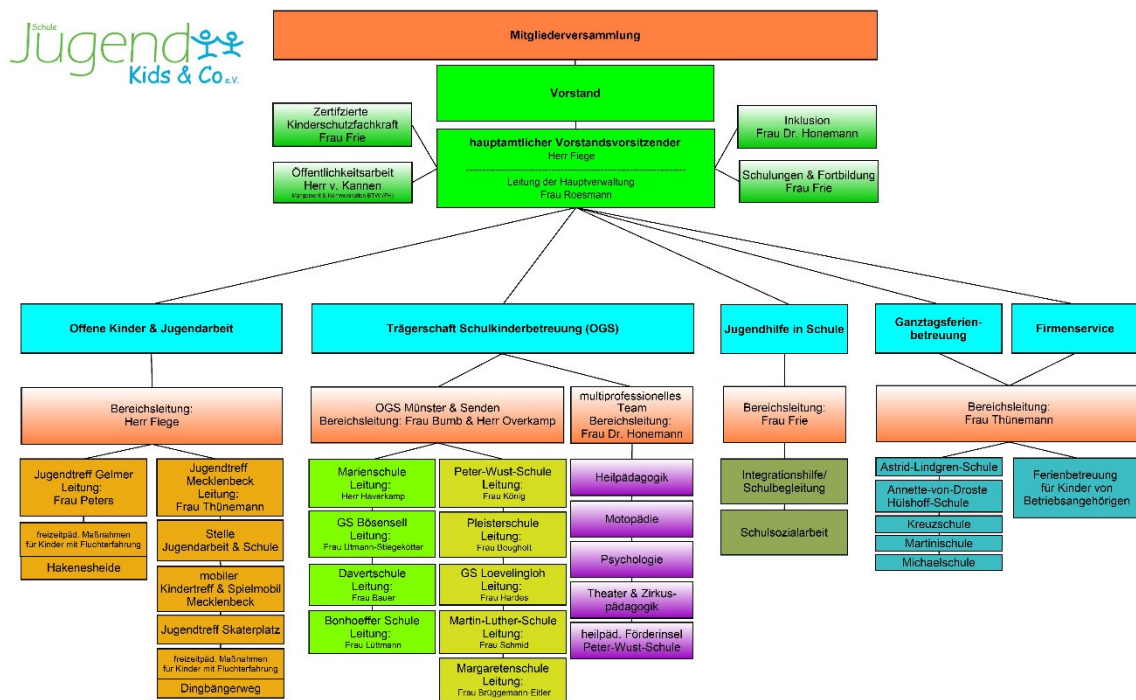 Schule
Jugend
Kids & Co e.V.
Mitgliederversammlung
Vorstand
Zertifzierte
Kinderschutzfachkraft
Frau Frie
Öffentlichkeitsarbeit
Herr v. Kannen
hauptamtlicher Vorstandsvorsitzender
Herr Fiege
Leitung der Hauptverwaltung
Frau Roesmann
Inklusion
Frau Dr. Honemann
Schulungen & Fortbildung
Frau Frie
Offene Kinder & Jugendarbeit
Trägerschaft Schulkinderbetreuung (OGS)
Jugendhilfe in Schule
Ganztagsferien-
betreuung
Firmenservice
Bereichsleitung:
Herr Fiege
OGS Münster & Senden
Bereichsleitung: Frau Bumb & Herr Overkamp
multiprofessionelles
Team
Bereichsleitung:
Frau Dr. Honemann
Bereichsleitung:
Frau Frie
Bereichsleitung:
Frau Thünemann
Jugendtreff Gelmer
Leitung:
Frau Peters
freizeitpäd. Maßnahmen
für Kinder mit Fluchterfahrung
Hakenesheide
Jugendtreff
Mecklenbeck
Leitung:
Frau Thünemann
Stelle
Jugendarbeit & Schule
mobiler
Kindertreff & Spielmobil
Mecklenbeck
Jugendtreff Skaterplatz
freizeitpäd. Maßnahmen
für Kinder mit Fluchterfahrung
Dingbängerweg
Marienschule
Leitung:
Herr Haverkamp
GS Bösensell
Leitung:
Frau Utmann-Stiegekötter
Davertschule
Leitung:
Frau Bauer
Bonhoeffer Schule
Leitung:
Frau Lüttmann
Peter-Wust-Schule
Leitung:
Frau König
Pleisterschule
Leitung:
Frau Bougholt
GS Loevelingloh
Leitung:
Frau Hardes
Martin-Luther-Schule
Leitung:
Frau Schmid
Margaretenschule
Leitung:
Frau Brüggemann-Eitler
Heilpädagogik
Motopädie
Psychologie
Theater & Zirkus-
pädagogik
heilpäd. Förderinsel
Peter-Wust-Schule
Integrationshilfe/
Schulbegleitung
Schulsozialarbeit
Astrid-Lindgren-Schule
Annette-von-Droste
Hülshoff-Schule
Kreuzschule
Martinischule
Michaelschule
Ferienbetreuung
für Kinder von
Betriebsangehörigen